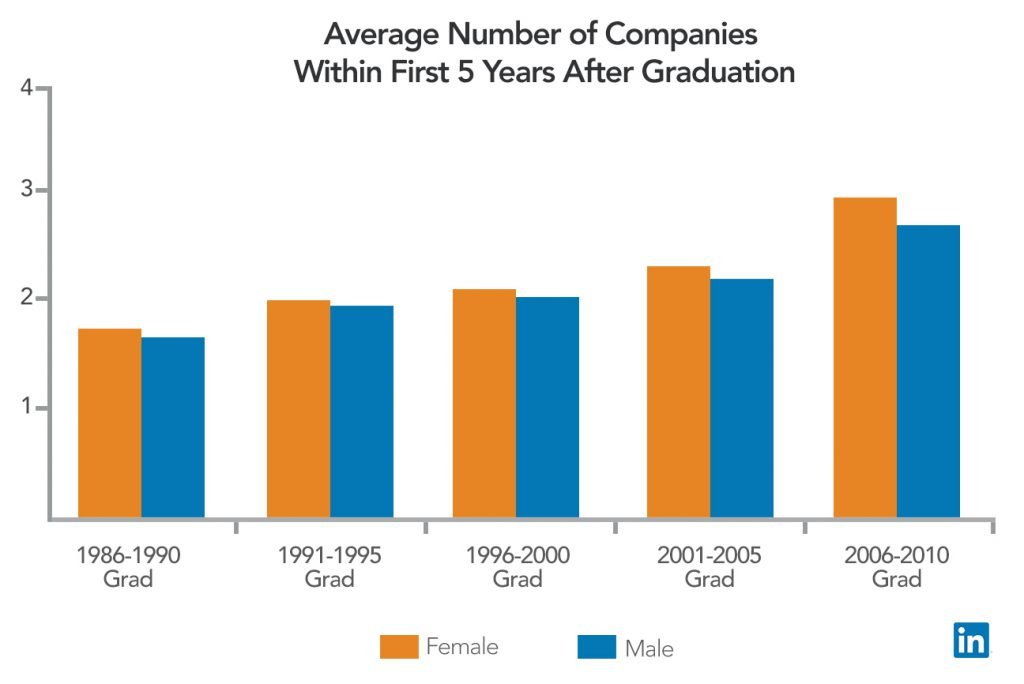 Average Number of Companies
Within First 5 Years After Graduation
4
3
2
1
1986-1990
Grad
1991-1995
Grad
1996-2000
Grad
2001-2005
Grad
2006-2010
Grad
Female
Male
in